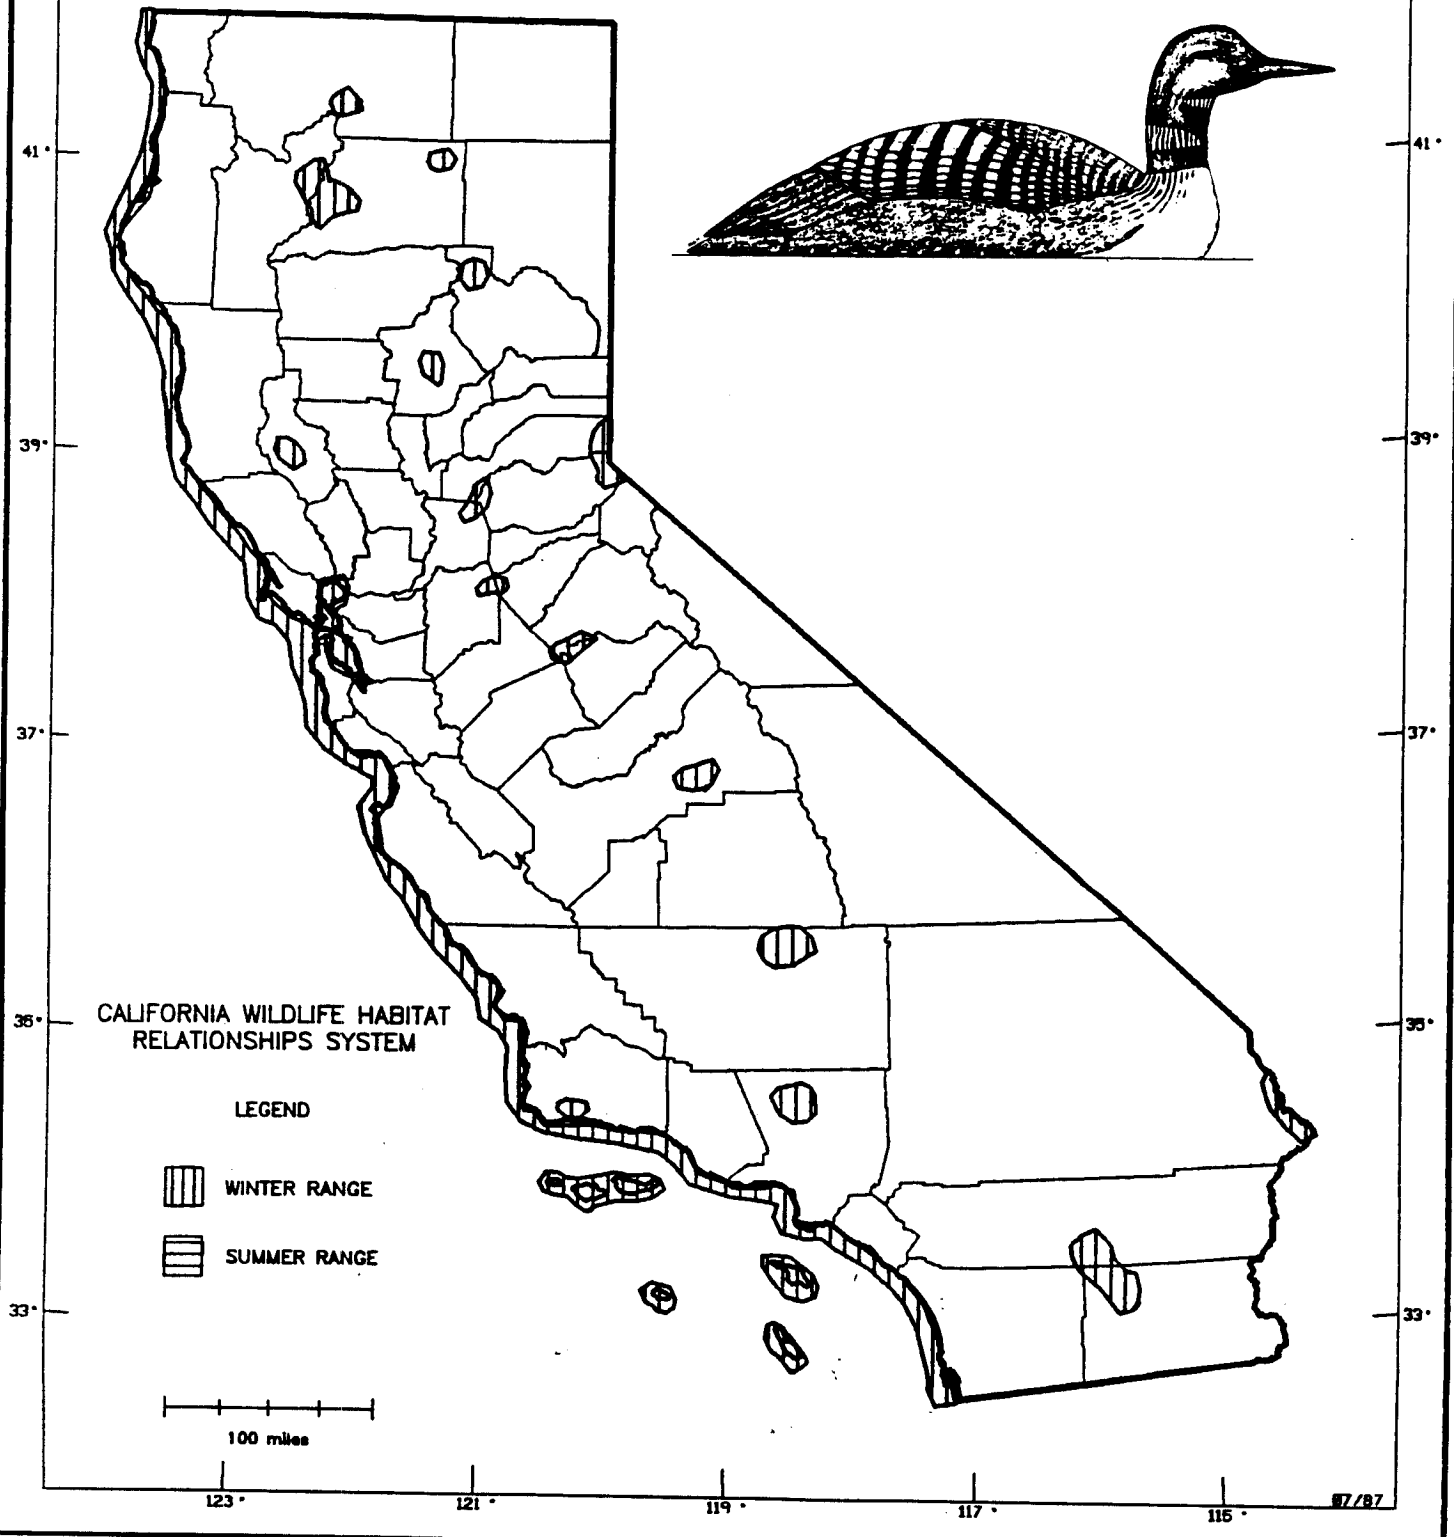 41°
41°
39°
39°
37°
37°
35°
35°
CALIFORNIA WILDLIFE HABITAT
RELATIONSHIPS SYSTEM
LEGEND
WINTER RANGE
SUMMER RANGE
33°
33°
100 miles
07/87
123°
121°
119°
117°
115°